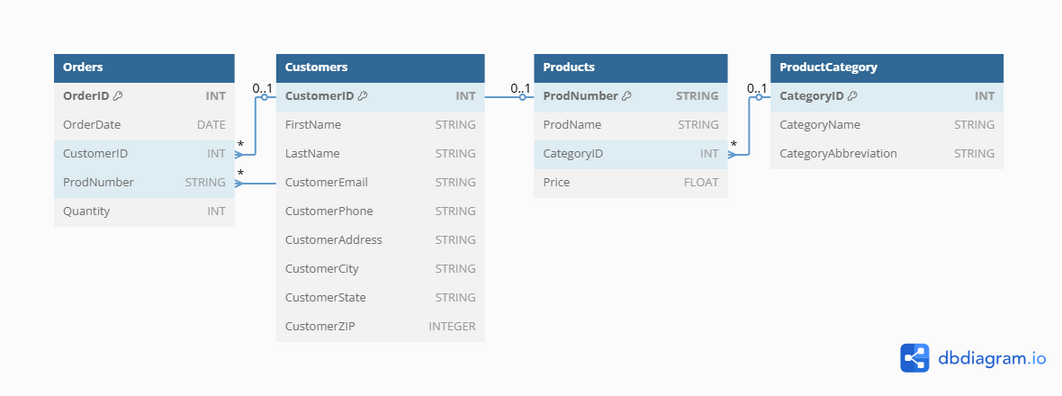 Orders
OrderID INT
OrderDate DATE
CustomerID INT
ProdNumber STRING
Quantity INT
0..1
*
*
Customers
CustomerID INT
FirstName STRING
LastName STRING
CustomerEmail STRING
CustomerPhone STRING
CustomerAddress STRING
CustomerCity STRING
CustomerState STRING
CustomerZIP INTEGER
0..1
Products
ProdNumber STRING
ProdName STRING
CategoryID INT
Price FLOAT
0..1
*
ProductCategory
CategoryID INT
CategoryName STRING
CategoryAbbreviation STRING
dbdiagram.io